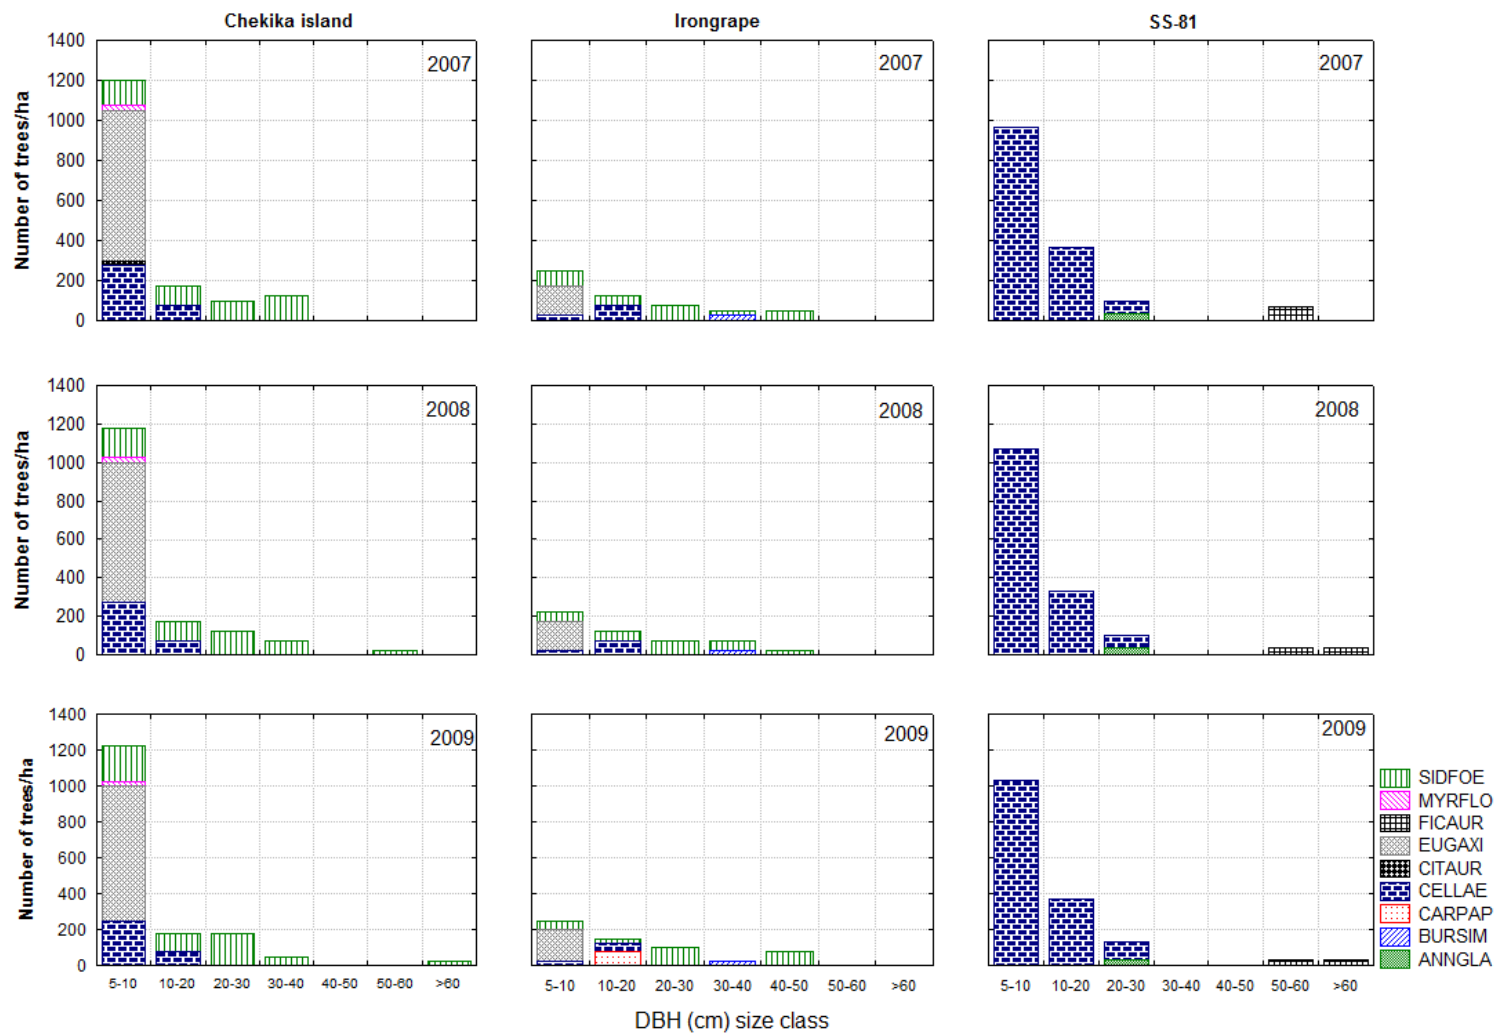 Chekika island Irongrape SS-81
1400 2007 2007 2007
1200
1000
800
600
400
200
0
Number of trees/ha
1400 2008 2008 2008
1200
1000
800
600
400
200
0
Number of trees/ha
1400 2009 2009 2009
1200
1000
800
600
400
200
0
Number of trees/ha
5-10 10-20 20-30 30-40 40-50 50-60 >60 5-10 10-20 20-30 30-40 40-50 50-60 >60 5-10 10-20 20-30 30-40 40-50 50-60 >60
DBH (cm) size class
SIDFOE
MYRFLO
FICAUR
EUGAXI
CITAUR
CELLAE
CARPAP
BURSIM
ANNGLA